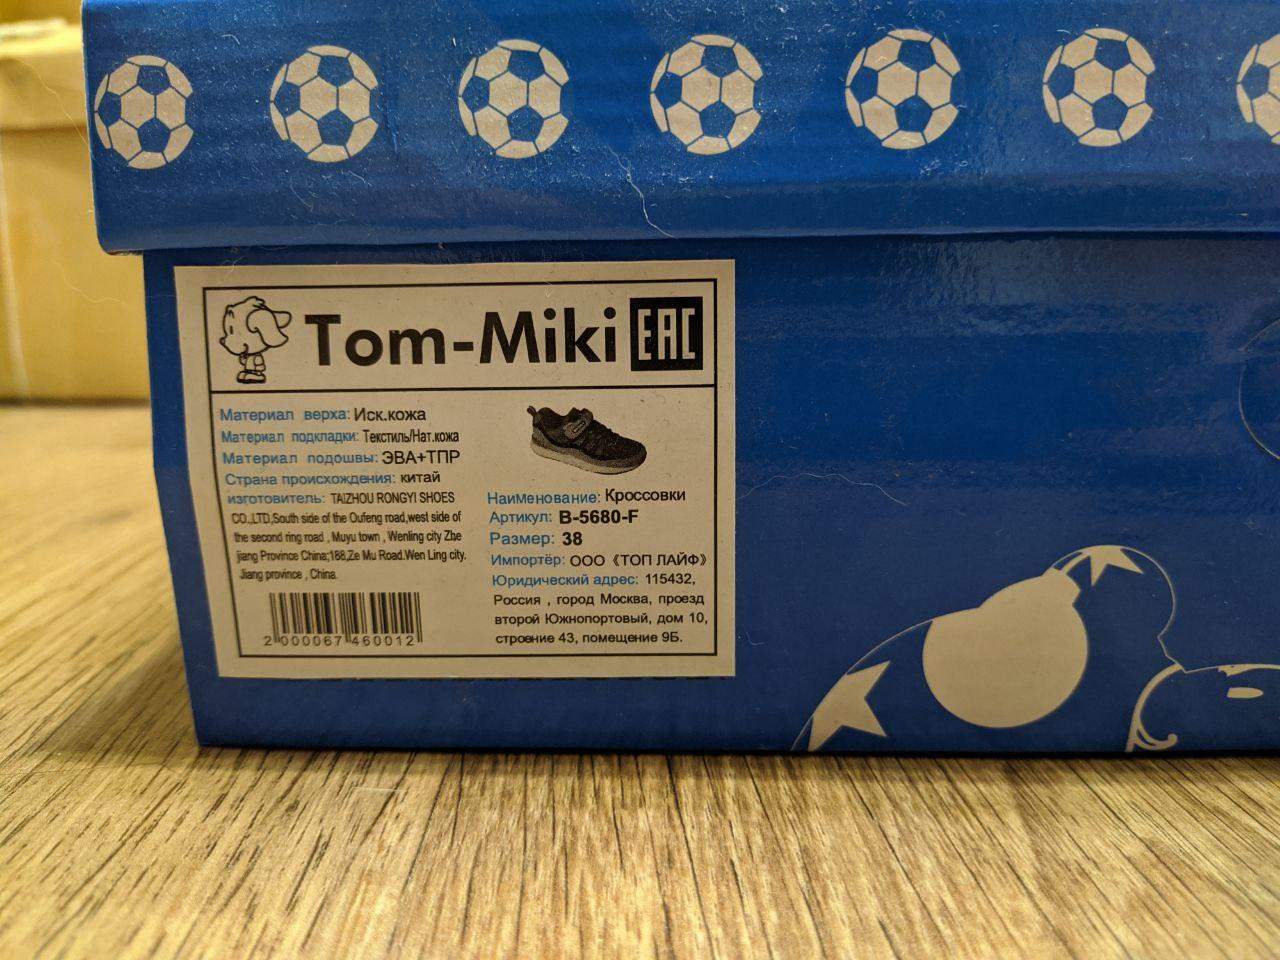 Tom-Miki EAC
Материал верха: Иск.кожа
Материал подкладки: Текстиль/Нат.кожа
Материал подошвы: ЭВА+ТПР
Страна происхождения: китай
изготовитель: TAIZHOU RONGYI SHOES
CO.,LTD,South side of the Oufeng road,west side of
the second ring road , Muyu town , Wenling city Zhe
jiang Province China;188,Ze Mu Road.Wen Ling city.
Jiang province , China.
2 000067 460012
Наименование: Кроссовки
Артикул: B-5680-F
Размер: 38
Импортёр: ООО《ТОП ЛАЙФ》
Юридический адрес: 115432,
Россия , город Москва, проезд
второй Южнопортовый, дом 10,
строение 43, помещение 9Б.